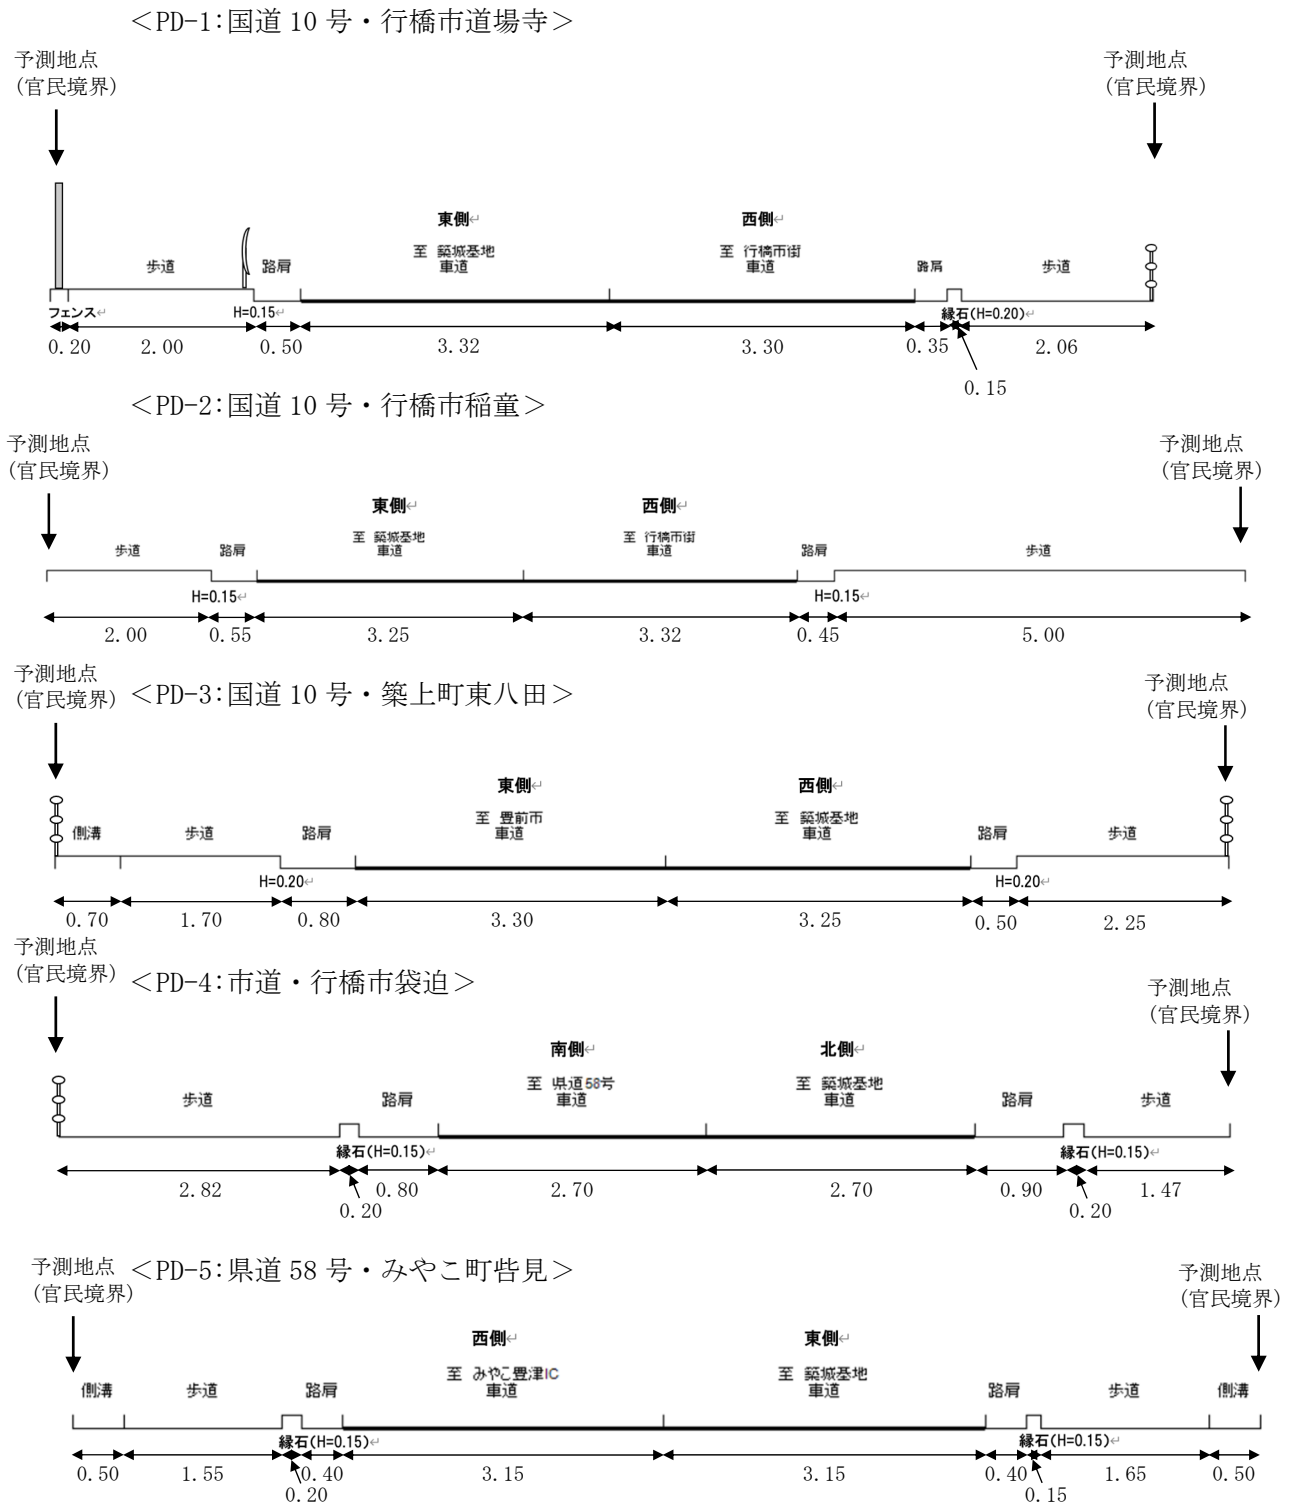 ＜PD-1:国道 10 号・行橋市道場寺＞
予測地点
(官民境界)
予測地点
(官民境界)
東側↵
西側↵
至 築城基地
車道
至 行橋市街
車道
歩道
路肩
路肩
歩道
フェンス↵
H=0.15↵
縁石(H=0.20)↵
0.20
2.00
0.50
3.32
3.30
0.35
2.06
0.15
＜PD-2:国道 10 号・行橋市稲童＞
予測地点
(官民境界)
予測地点
(官民境界)
東側↵
西側↵
至 築城基地
車道
至 行橋市街
車道
歩道
路肩
路肩
歩道
H=0.15↵
H=0.15↵
2.00
0.55
3.25
3.32
0.45
5.00
予測地点
(官民境界)
＜PD-3:国道 10 号・築上町東八田＞
予測地点
(官民境界)
東側↵
西側↵
至 豊前市
車道
至 築城基地
車道
側溝
歩道
路肩
路肩
歩道
H=0.20↵
H=0.20↵
0.70
1.70
0.80
3.30
3.25
0.50
2.25
予測地点
(官民境界)
＜PD-4:市道・行橋市袋迫＞
予測地点
(官民境界)
南側↵
北側↵
至 県道58号
車道
至 築城基地
車道
歩道
路肩
路肩
歩道
縁石(H=0.15)↵
縁石(H=0.15)↵
2.82
0.20
0.80
2.70
2.70
0.90
0.20
1.47
予測地点
(官民境界)
＜PD-5:県道 58 号・みやこ町呰見＞
予測地点
(官民境界)
西側↵
東側↵
至 みやこ豊津IC
車道
至 築城基地
車道
側溝
歩道
路肩
路肩
歩道
側溝
縁石(H=0.15)↵
縁石(H=0.15)↵
0.50
1.55
0.20
0.40
3.15
3.15
0.40
0.15
1.65
0.50